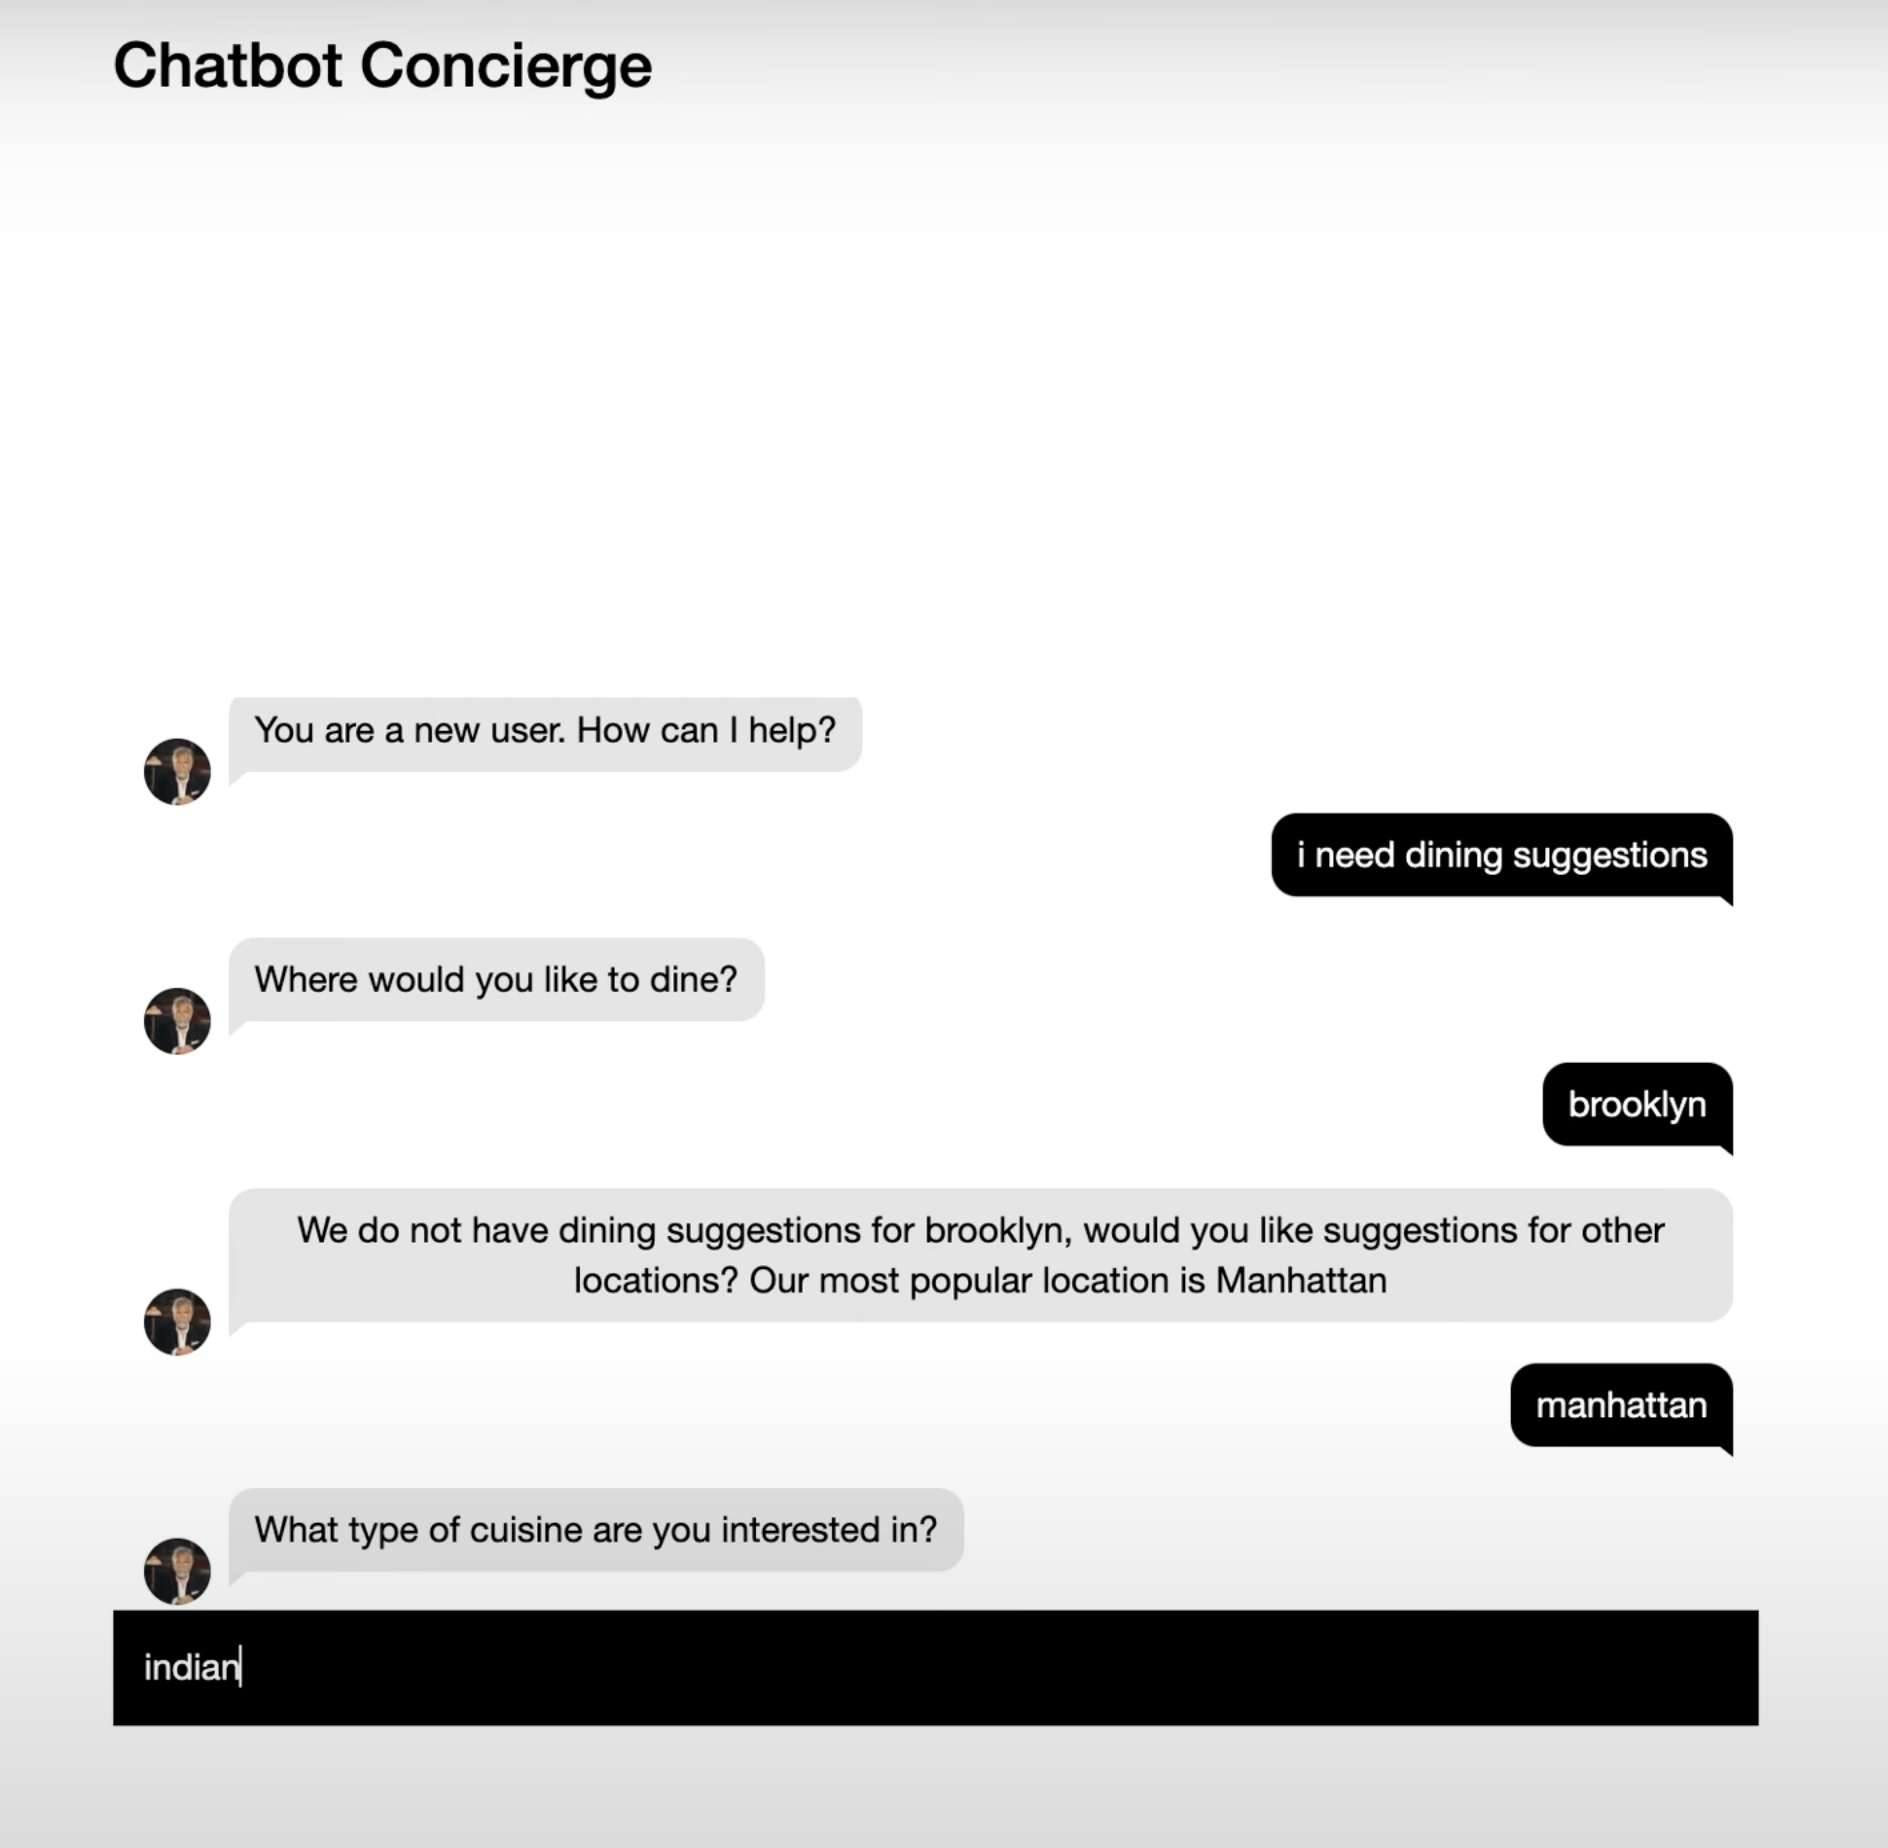 Chatbot Concierge
You are a new user. How can I help?
i need dining suggestions
Where would you like to dine?
brooklyn
We do not have dining suggestions for brooklyn, would you like suggestions for other
locations? Our most popular location is Manhattan
manhattan
What type of cuisine are you interested in?
indian